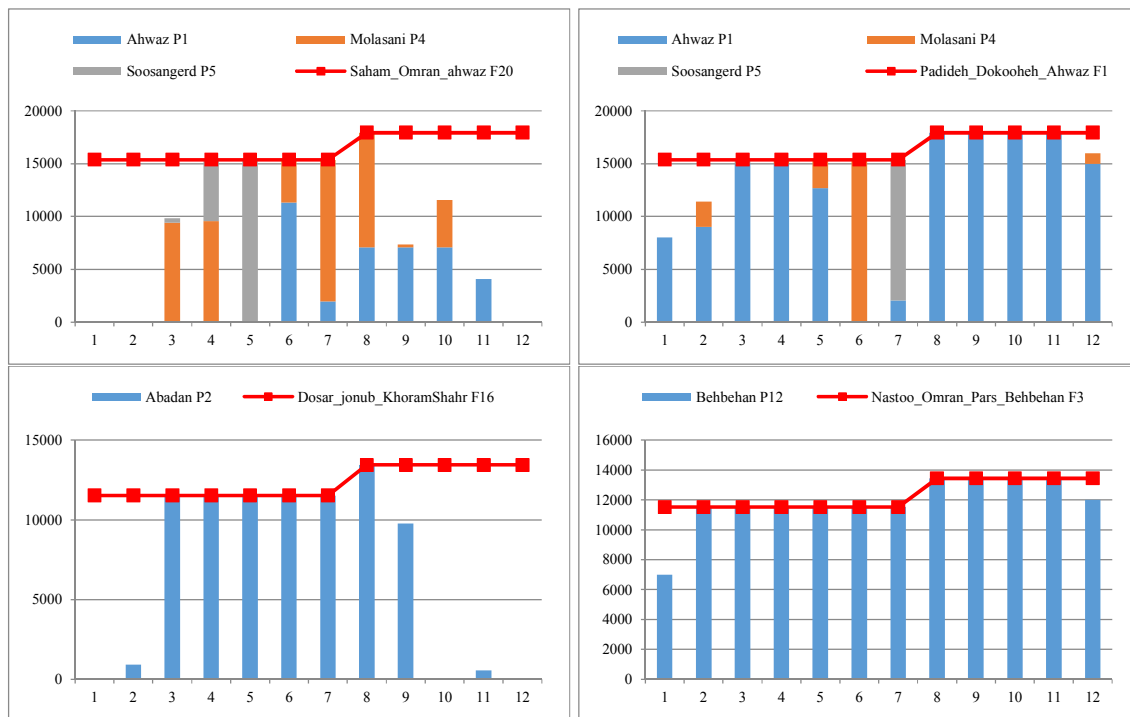 Ahwaz P1 Molasani P4
Soosangerd P5 Saham_Omran_ahwaz F20
20000
15000
10000
5000
0
1 2 3 4 5 6 7 8 9 10 11 12
Ahwaz P1 Molasani P4
Soosangerd P5 Padideh_Dokooheh_Ahwaz F1
20000
15000
10000
5000
0
1 2 3 4 5 6 7 8 9 10 11 12
Abadan P2 Dosar_jonub_KhoramShahr F16
15000
10000
5000
0
1 2 3 4 5 6 7 8 9 10 11 12
Behbehan P12 Nastoo_Omran_Pars_Behbehan F3
16000
14000
12000
10000
8000
6000
4000
2000
0
1 2 3 4 5 6 7 8 9 10 11 12